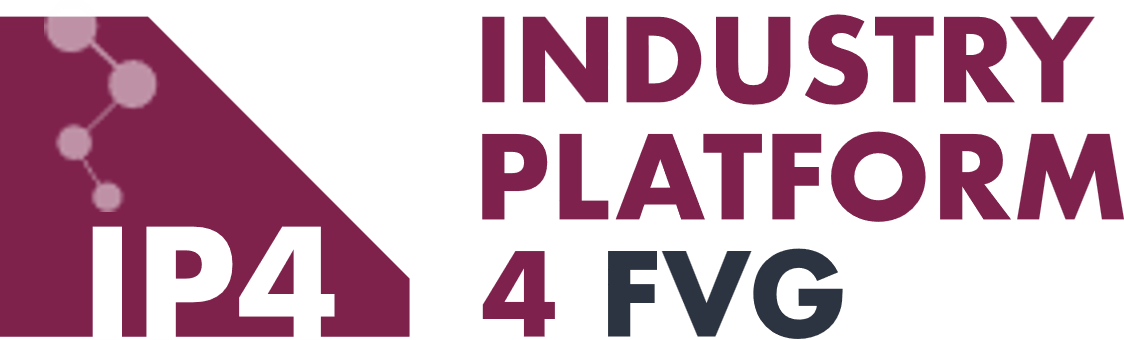 IP4
INDUSTRY
PLATFORM
4 FVG